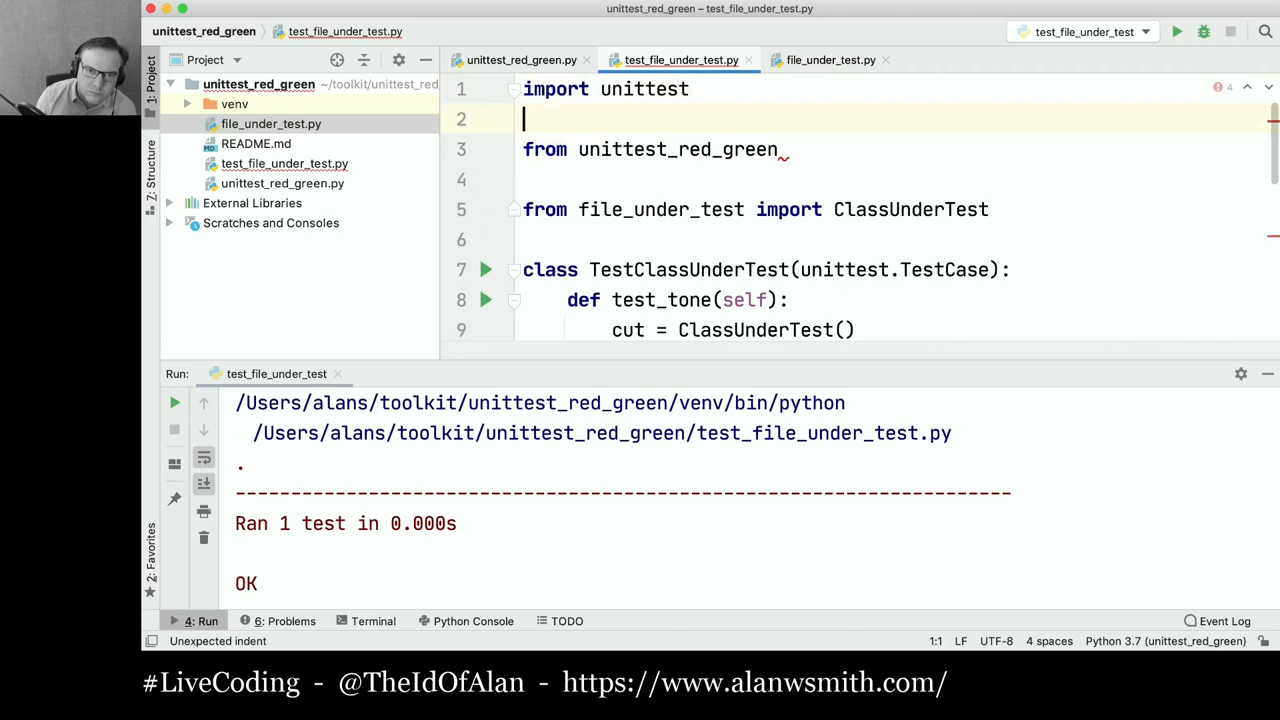 unittest_red_green – test_file_under_test.py
unittest_red_green
test_file_under_test.py
test_file_under_test
1: Project
Project
unittest_red_green.py
test_file_under_test.py
file_under_test.py
unittest_red_green ~/toolkit/unittest_red
venv
file_under_test.py
README.md
test_file_under_test.py
unittest_red_green.py
External Libraries
Scratches and Consoles
Z: Structure
4
1 import unittest
2
3 from unittest_red_green
4
5 from file_under_test import ClassUnderTest
6
7 class TestClassUnderTest(unittest.TestCase):
8 def test_tone(self):
9 cut = ClassUnderTest()
Run:
test_file_under_test
/Users/alans/toolkit/unittest_red_green/venv/bin/python
/Users/alans/toolkit/unittest_red_green/test_file_under_test.py
.
----------------------------------------------------------------------
Ran 1 test in 0.000s
OK
2: Favorites
4: Run
6: Problems
Terminal
Python Console
TODO
Event Log
Unexpected indent
1:1 LF UTF-8 4 spaces Python 3.7 (unittest_red_green)
#LiveCoding - @TheIdOfAlan - https://www.alanwsmith.com/